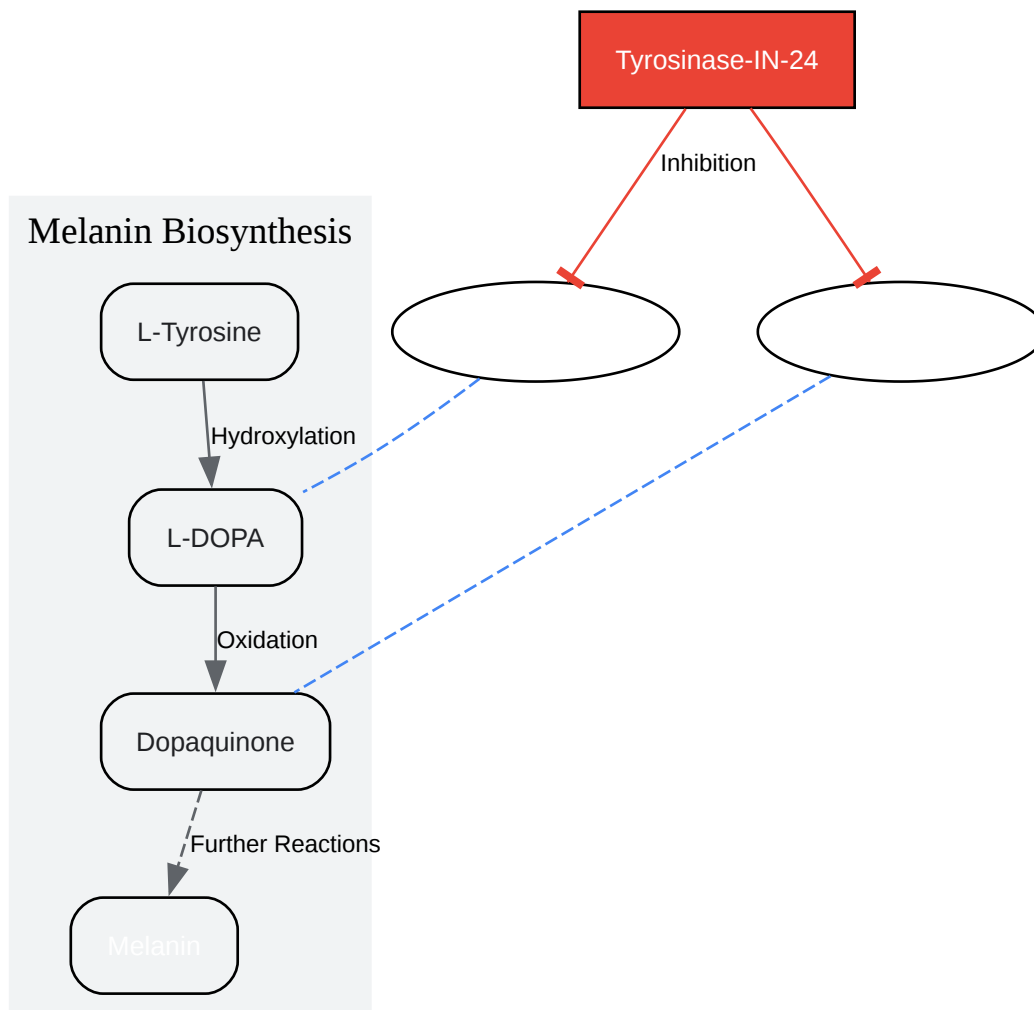 Tyrosinase-IN-24
Inhibition
Melanin Biosynthesis
L-Tyrosine
Hydroxylation
L-DOPA
Oxidation
Dopaquinone
Further Reactions
Melanin